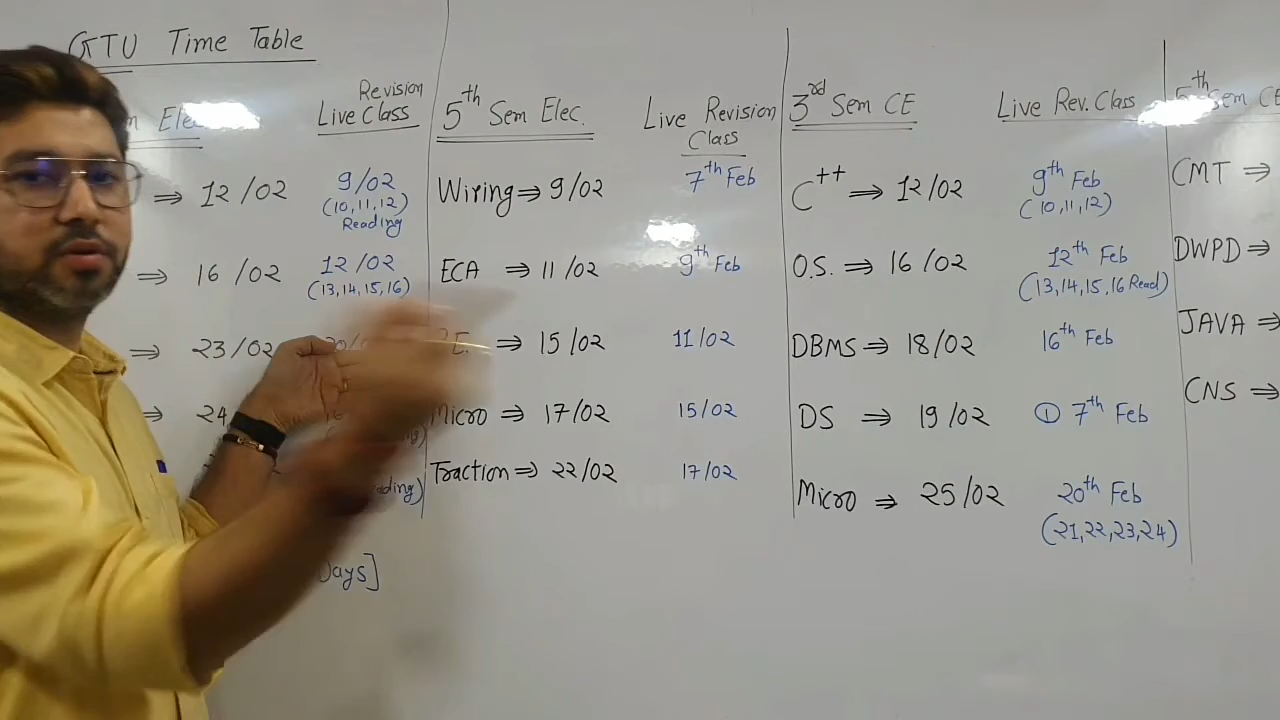 GTU Time Table
Elec
Revision
Live Class
⇒ 12/02
9/02
(10,11,12)
Reading
⇒ 16/02
12/02
(13,14,15,16)
⇒ 23/02
⇒ 24
Days]
5th Sem Elec.
Live Revision
Class
Wiring ⇒ 9/02
7th Feb
ECA ⇒ 11/02
9th Feb
E. ⇒ 15/02
11/02
Micro ⇒ 17/02
15/02
Traction ⇒ 22/02
17/02
3rd Sem CE
Live Rev. Class
C++ ⇒ 12/02
9th Feb
(10,11,12)
O.S. ⇒ 16/02
12th Feb
(13,14,15,16 Read)
DBMS ⇒ 18/02
16th Feb
DS ⇒ 19/02
① 7th Feb
Micro ⇒ 25/02
20th Feb
(21,22,23,24)
5th Sem CE
CMT ⇒
DWPD ⇒
JAVA ⇒
CNS ⇒